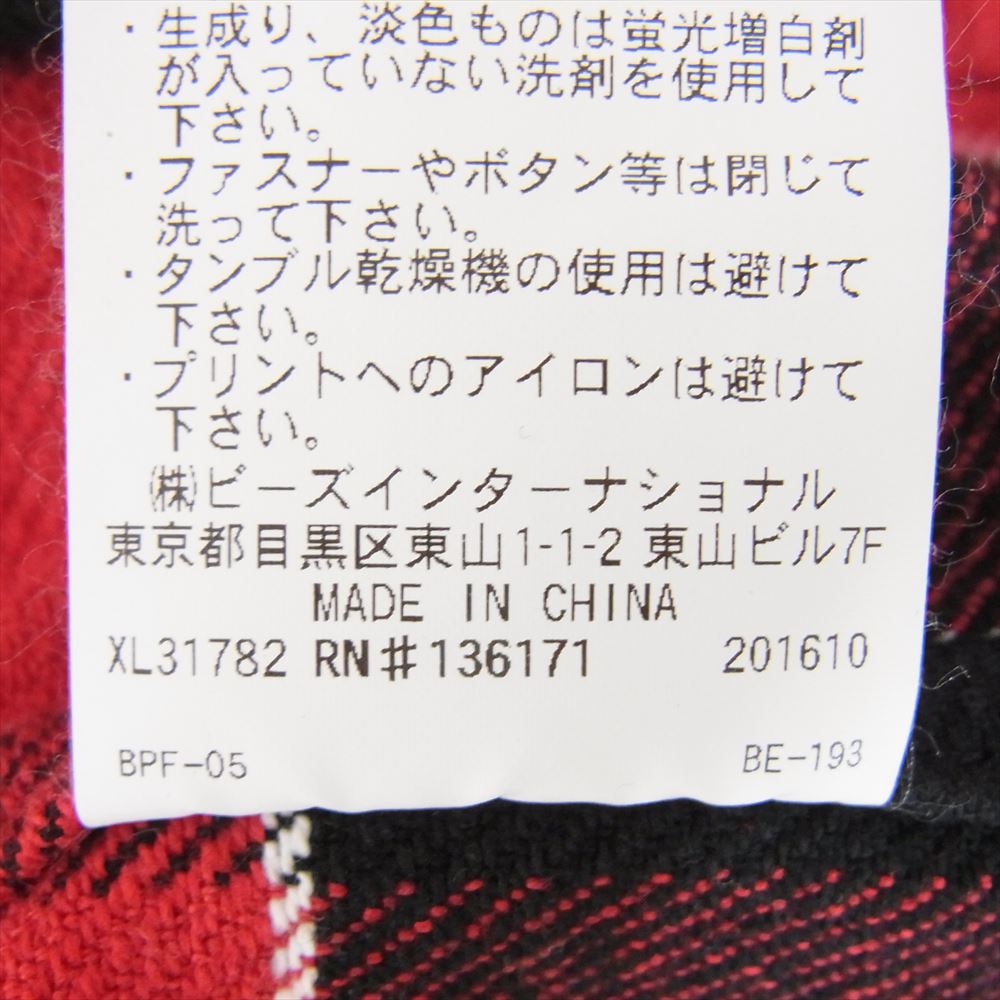 ・生成り、淡色ものは蛍光増白剤
が入っていない洗剤を使用して
下さい。
・ファスナーやボタン等は閉じて
洗って下さい。
・タンブル乾燥機の使用は避けて
下さい。
・プリントへのアイロンは避けて
下さい。
㈱ビーズインターナショナル
東京都目黒区東山1-1-2 東山ビル7F
MADE IN CHINA
XL31782 RN♯136171 201610
BPF-05 BE-193